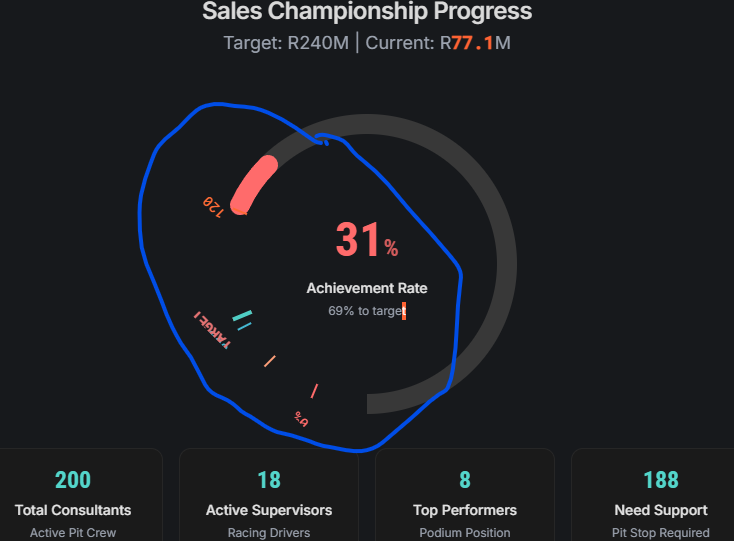 Sales Championship Progress
Target: R240M | Current: R77.1M
120
31%
Achievement Rate
69% to target
TARGET
0%
200
Total Consultants
Active Pit Crew
18
Active Supervisors
Racing Drivers
8
Top Performers
Podium Position
188
Need Support
Pit Stop Required